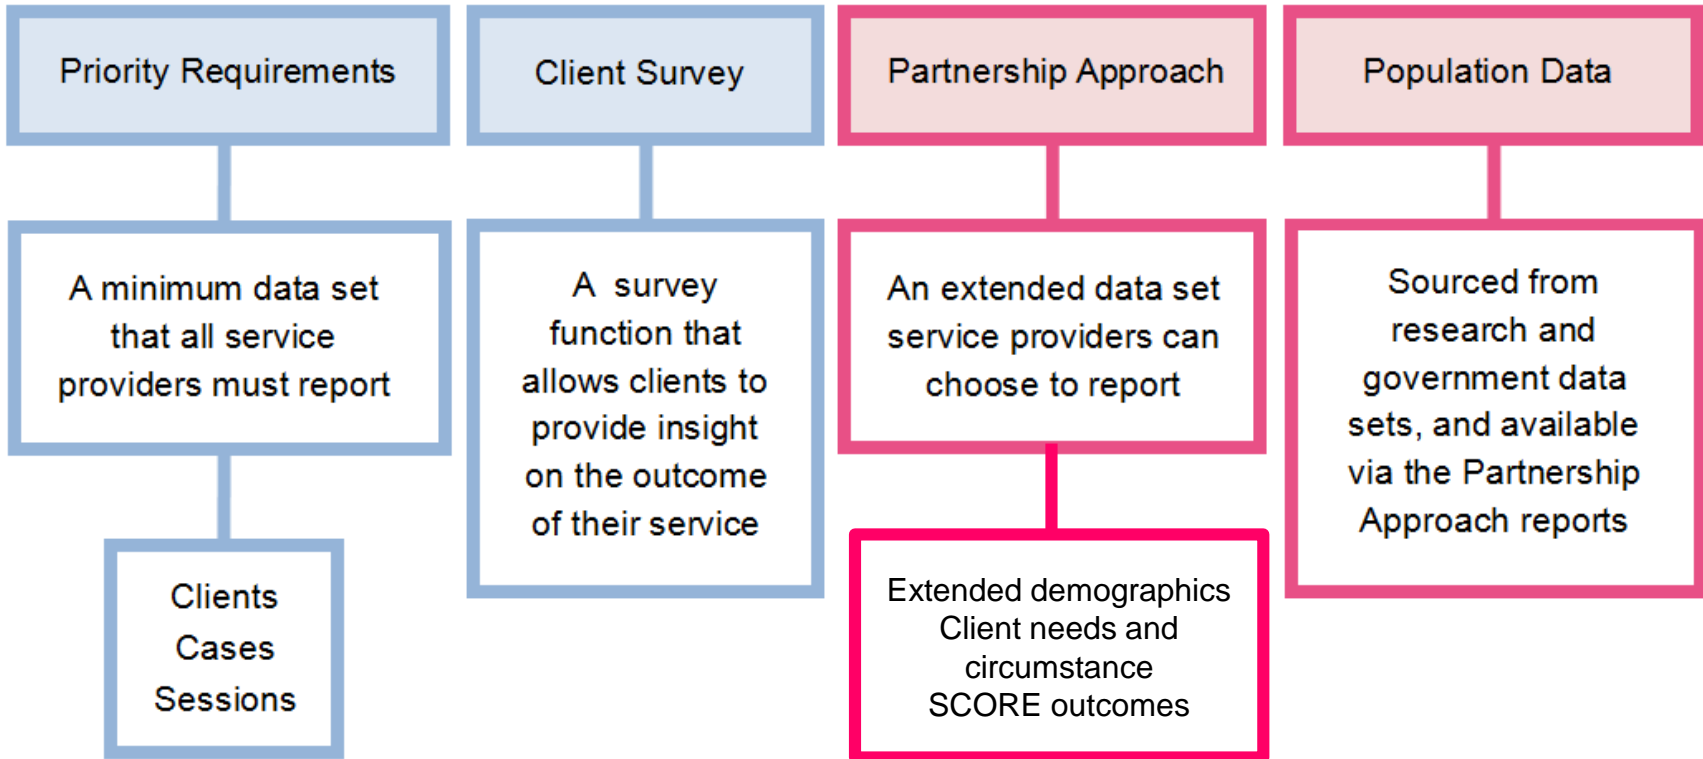 Priority Requirements
Client Survey
Partnership Approach
Population Data
A minimum data set
that all service
providers must report
A survey
function that
allows clients to
provide insight
on the outcome
of their service
An extended data set
service providers can
choose to report
Sourced from
research and
government data
sets, and available
via the Partnership
Approach reports
Clients
Cases
Sessions
Extended demographics
Client needs and
circumstance
SCORE outcomes